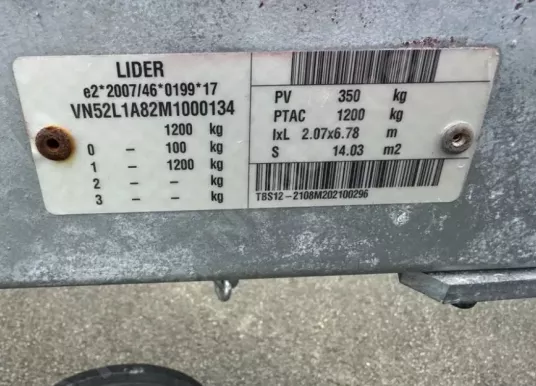 LIDER
e2*2007/46*0199*17
VN52L1A82M1000134
1200 kg
0 – 100 kg
1 – 1200 kg
2 – – kg
3 – – kg
PV 350 kg
PTAC 1200 kg
lxL 2.07x6.78 m
S 14.03 m2
TBS12-2108M202100296